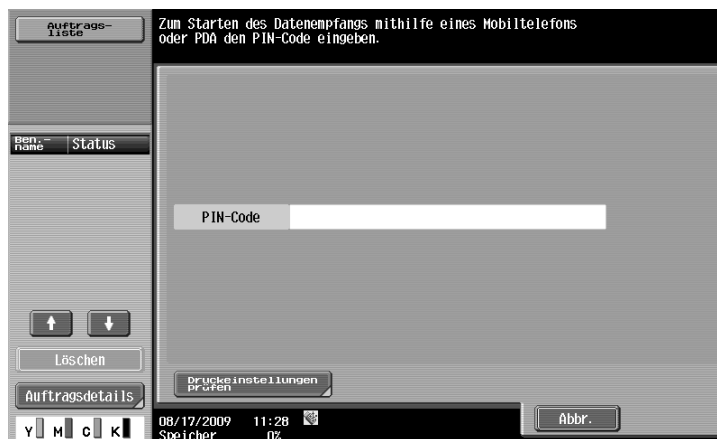 Auftrags-
liste
Zum Starten des Datenempfangs mithilfe eines Mobiltelefons
oder PDA den PIN-Code eingeben.
Ben.-
name
Status
PIN-Code
Löschen
Auftragsdetails
Druckeinstellungen
prüfen
Y M C K
08/17/2009 11:28
Speicher 0%
Abbr.